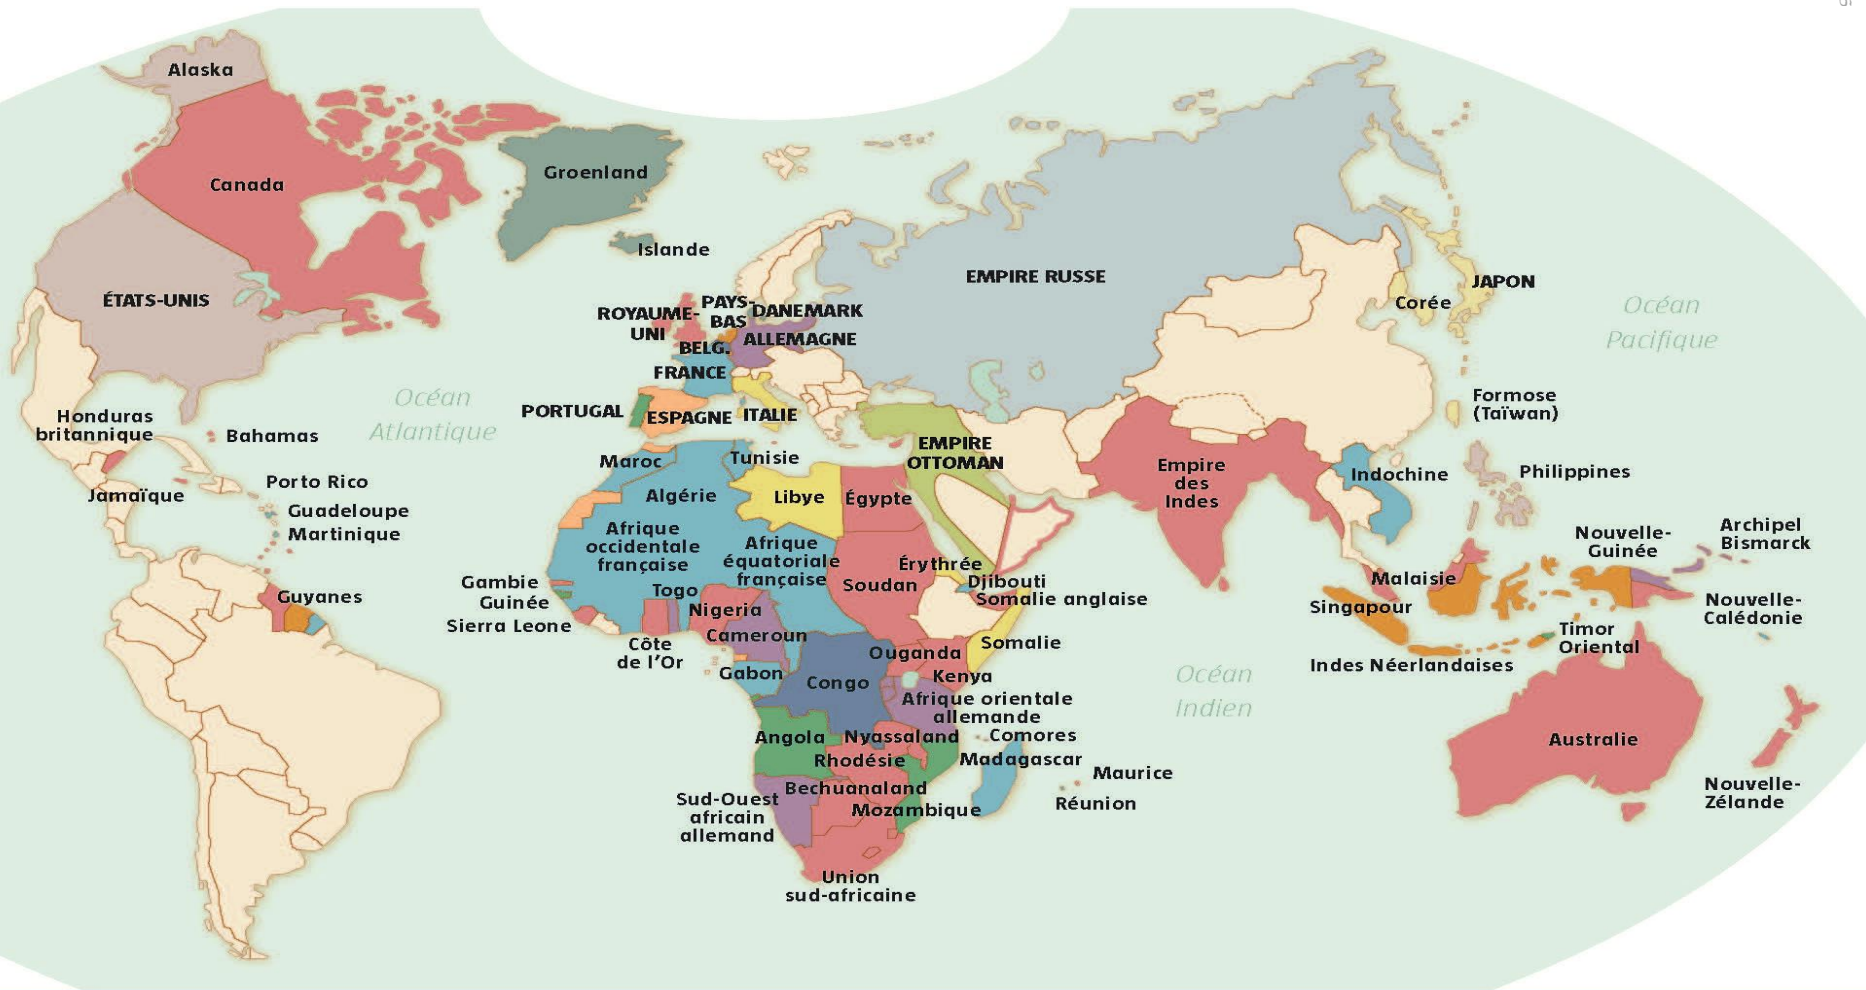 Alaska
Canada
Groenland
Islande
ÉTATS-UNIS
EMPIRE RUSSE
JAPON
Corée
Océan
Pacifique
ROYAUME-
UNI
PAYS-
BAS
DANEMARK
ALLEMAGNE
BELG.
FRANCE
PORTUGAL
ESPAGNE
ITALIE
Océan
Atlantique
Honduras
britannique
Bahamas
Jamaïque
Porto Rico
Guadeloupe
Martinique
Guyanes
Formose
(Taïwan)
EMPIRE
OTTOMAN
Maroc
Tunisie
Algérie
Libye
Égypte
Empire
des
Indes
Indochine
Philippines
Afrique
occidentale
française
Afrique
équatoriale
française
Soudan
Érythrée
Djibouti
Somalie anglaise
Gambie
Guinée
Sierra Leone
Togo
Nigeria
Cameroun
Côte
de l'Or
Gabon
Congo
Ouganda
Somalie
Kenya
Afrique orientale
allemande
Comores
Angola
Nyassaland
Rhodésie
Madagascar
Maurice
Réunion
Bechuanaland
Mozambique
Sud-Ouest
africain
allemand
Union
sud-africaine
Océan
Indien
Malaisie
Singapour
Indes Néerlandaises
Timor
Oriental
Nouvelle-
Guinée
Archipel
Bismarck
Nouvelle-
Calédonie
Australie
Nouvelle-
Zélande